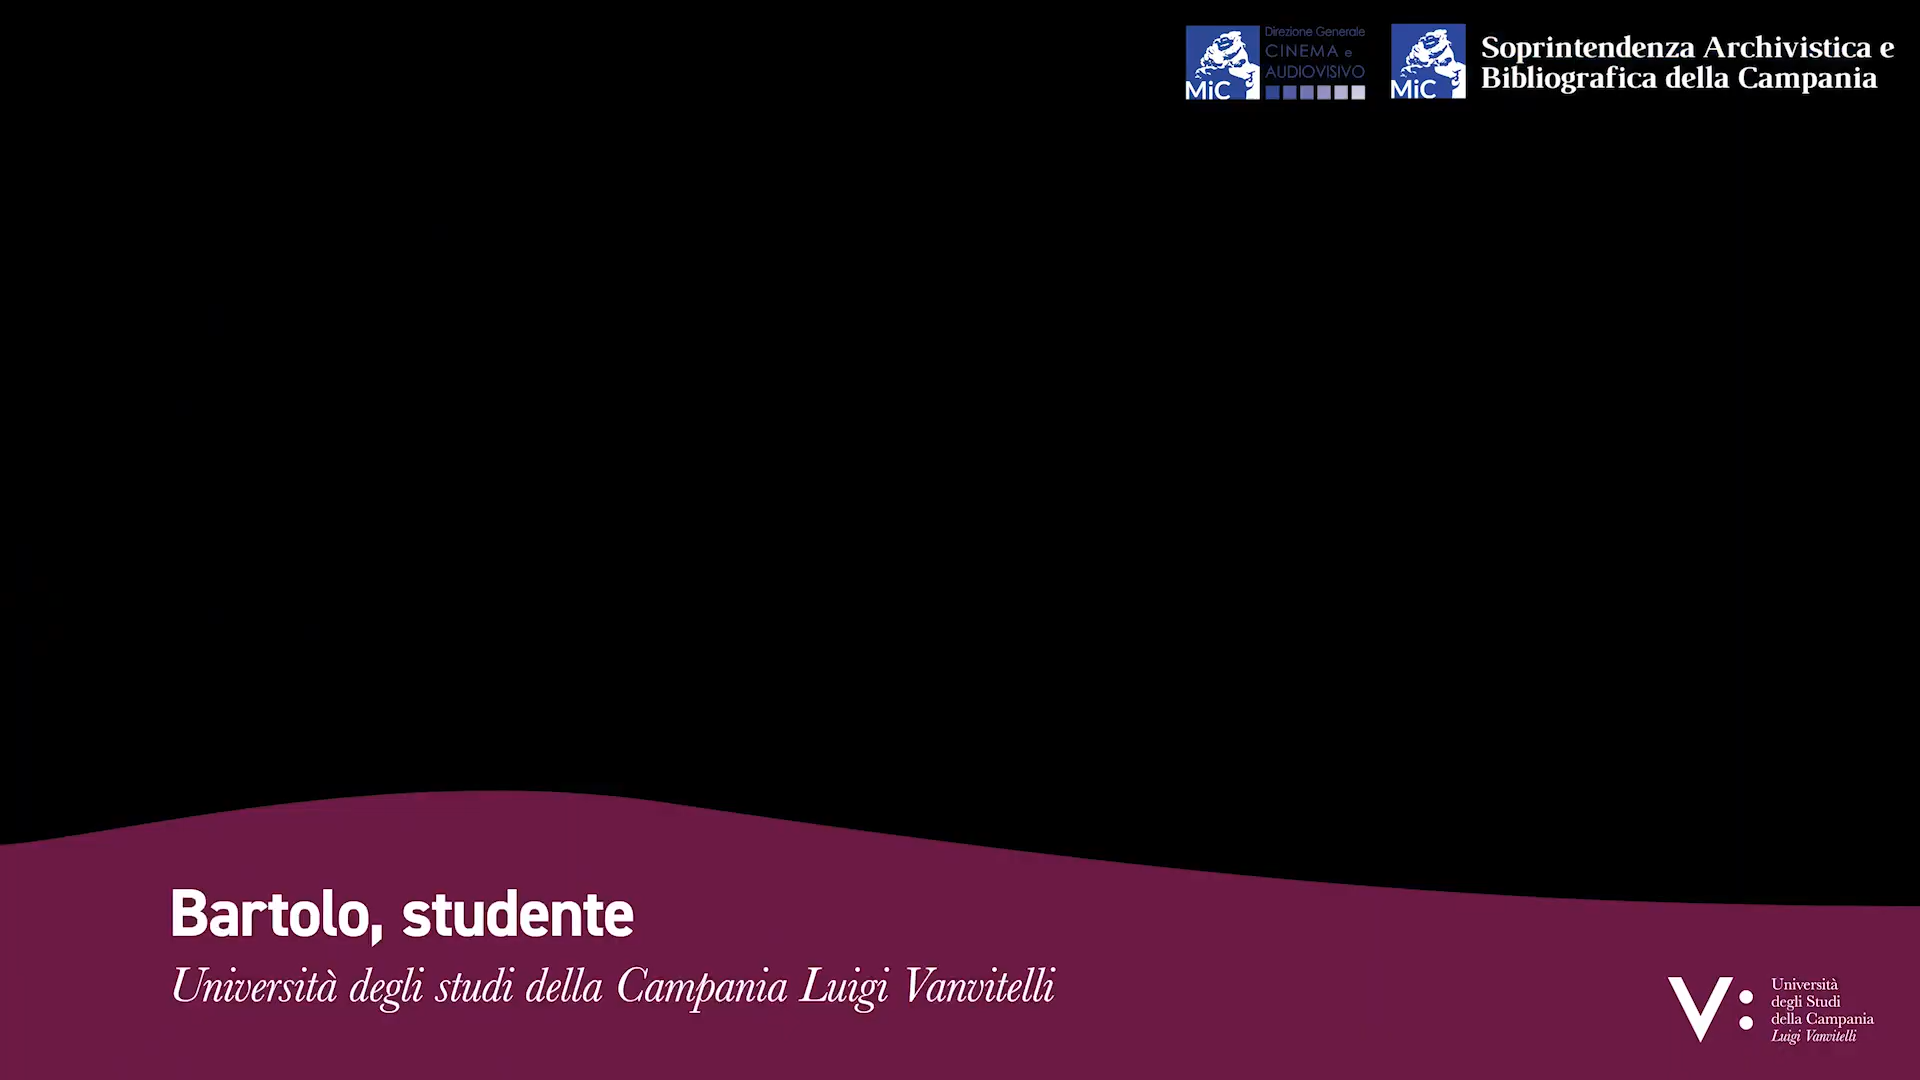 MiC
Direzione Generale
CINEMA e
AUDIOVISIVO
MiC
Soprintendenza Archivistica e
Bibliografica della Campania
Bartolo, studente
Università degli studi della Campania Luigi Vanvitelli
V:
Università
degli Studi
della Campania
Luigi Vanvitelli